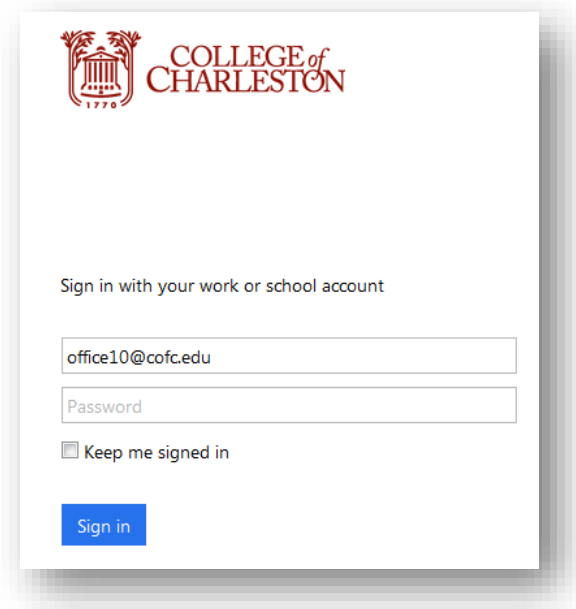 COLLEGE of
CHARLESTON
1770
Sign in with your work or school account
office10@cofc.edu
Password
Keep me signed in
Sign in